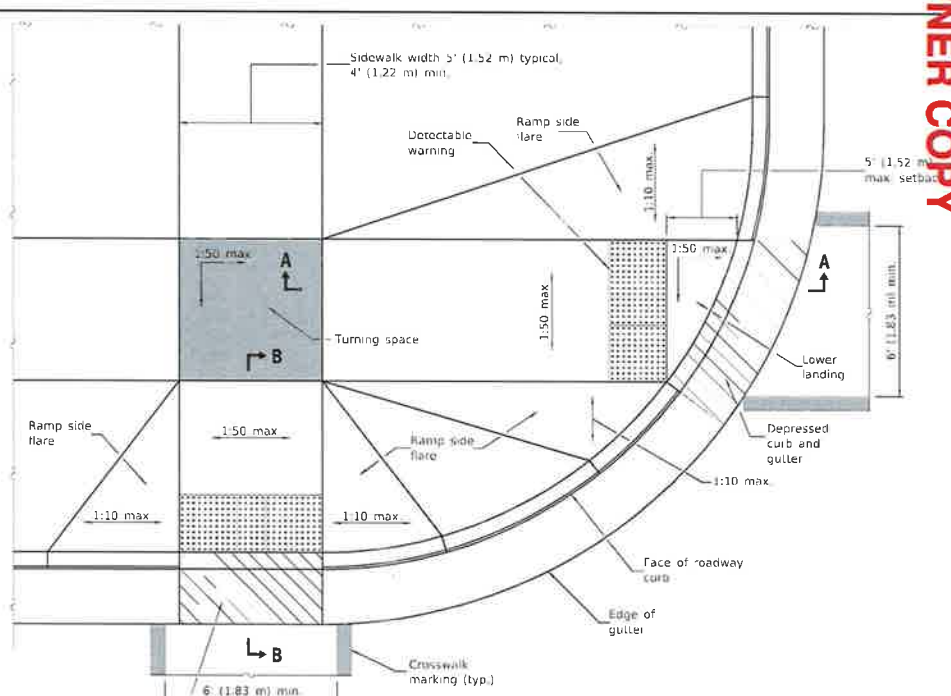 NER COPY
Sidewalk width 5' (1.52 m) typical,
4' (1.22 m) min.
Detectable
warning
Ramp side
flare
1:10 max.
5' (1.52 m)
max. setback
1:50 max
A
1:50 max
A
1:50 max
6' (1.83 m) min.
Turning space
B
Lower
landing
Ramp side
flare
1:50 max
Ramp side
flare
Depressed
curb and
gutter
1:10 max.
1:10 max
1:10 max
Face of roadway
curb
Edge of
gutter
B
Crosswalk
marking (typ.)
6' (1.83 m) min.